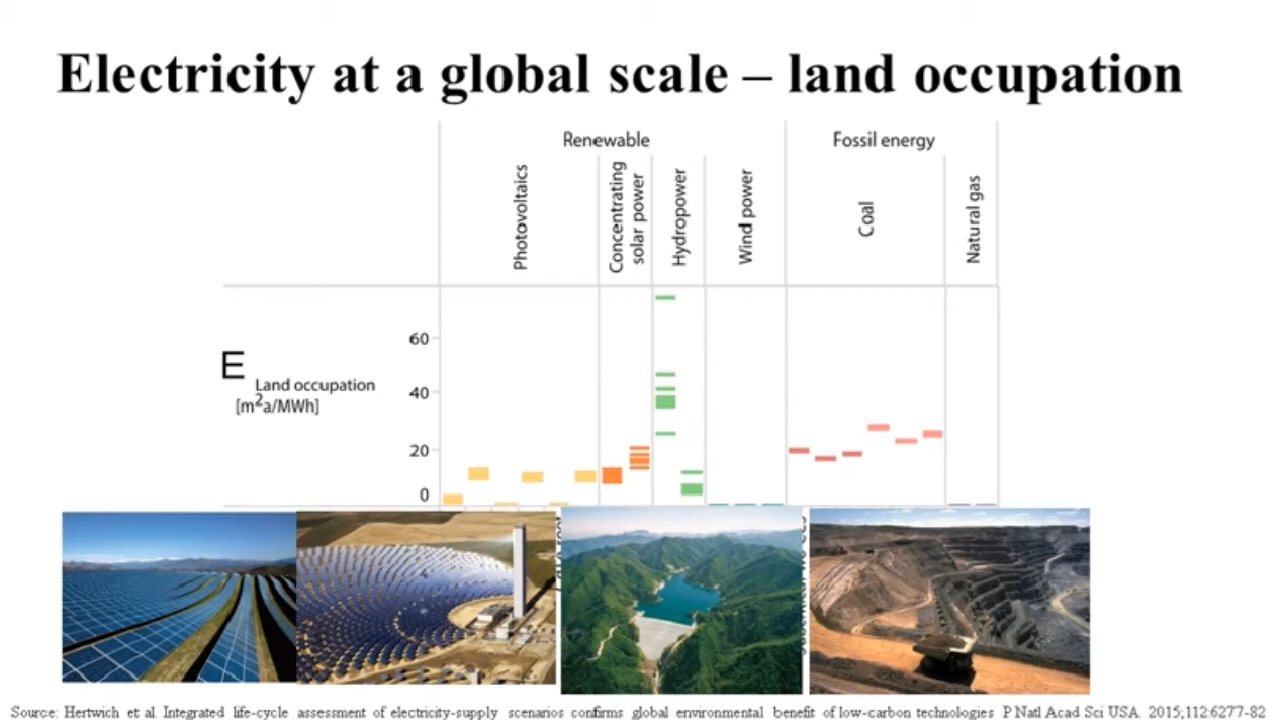 Electricity at a global scale – land occupation
Renewable
Fossil energy
Photovoltaics
Concentrating
solar power
Hydropower
Wind power
Coal
Natural gas
60
40
20
0
E
Land occupation
[m²a/MWh]
Source: Hertwich et al. Integrated life-cycle assessment of electricity-supply scenarios confirms global environmental benefit of low-carbon technologies P Natl Acad Sci USA. 2015;112:6277-82